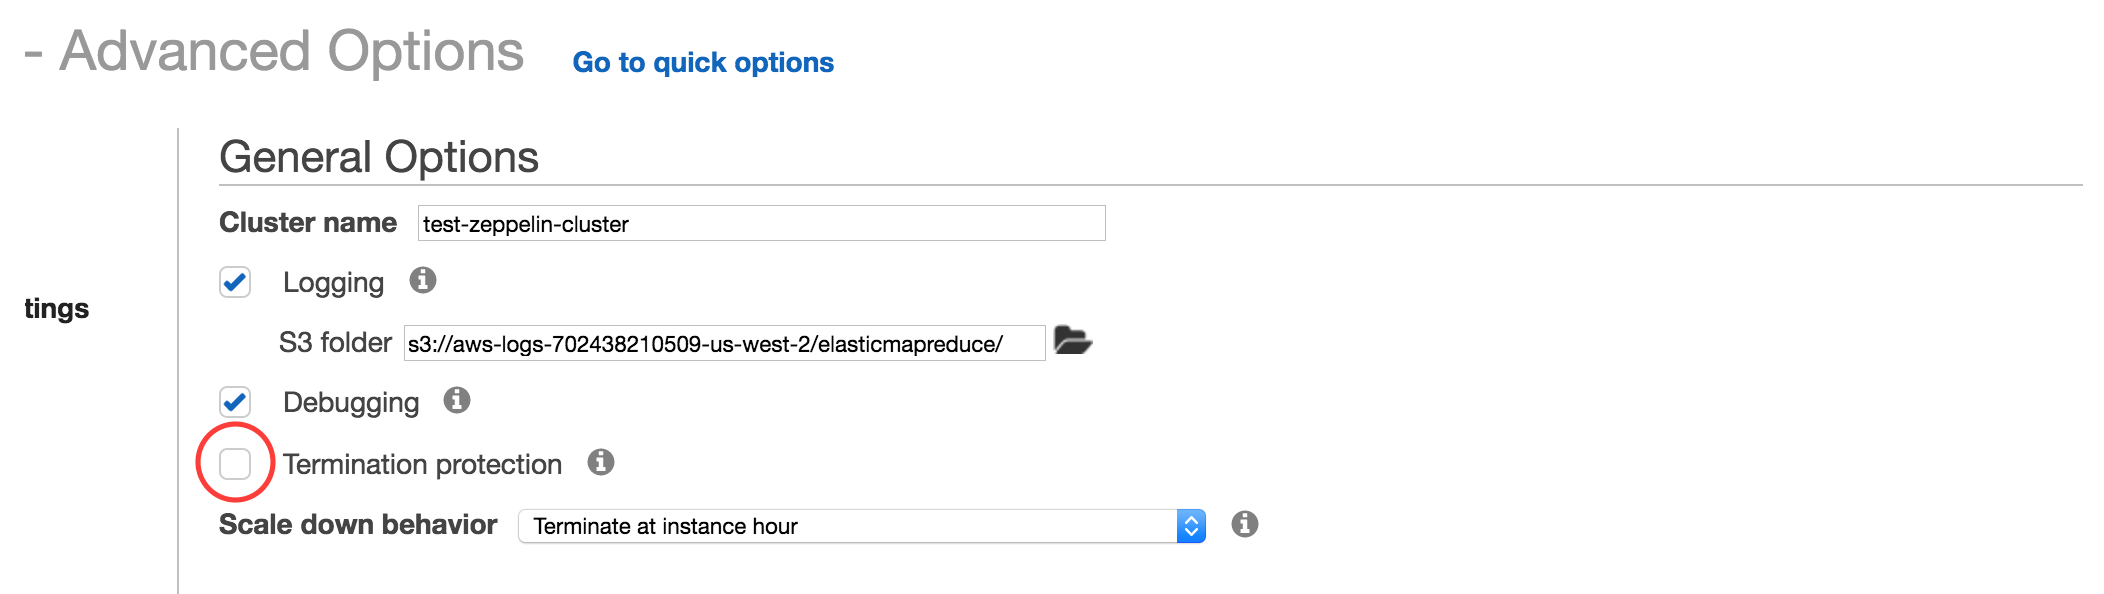 - Advanced Options Go to quick options
General Options
Cluster name test-zeppelin-cluster
Logging
tings
S3 folder s3://aws-logs-702438210509-us-west-2/elasticmapreduce/
Debugging
Termination protection
Scale down behavior Terminate at instance hour